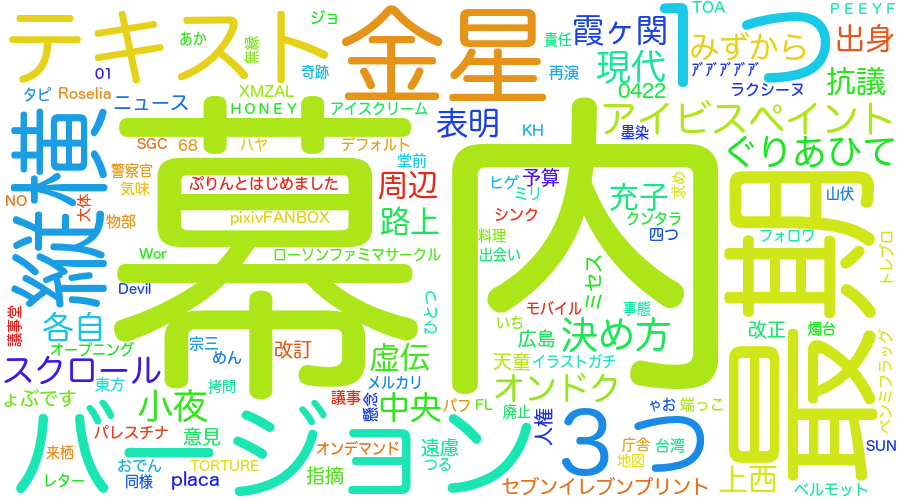 テキスト
ジョ
金星
霞ヶ関
1つ
TOA
PEEYF
あか
無縁
奇跡
責任
再演
現代
みずから
出身
01
タピ
Roselia
ニュース
XMZAL
HONEY
アイスクリーム
表明
KH
墨染
0422
ｱﾞｱﾞｱﾞｱﾞｱﾞ
ラクシーヌ
抗議
アイビスペイント
縦横
SGC
68
ハヤ
デフォルト
堂前
ぐりあひて
幕内
警察官
気味
ぷりんとはじめました
周辺
ヒゲ
ミリ
予算
充子
求め
最期
山伏
NO
大体
物部
pixivFANBOX
路上
シンク
クンタラ
料理
出会い
四つ
フォロワ
トレブロ
Wor
ローソンファミマサークル
Devil
ミセス
議事堂
各自
モバイル
事態
いち
広島
決め方
改正
燭台
オープニング
宗三
めん
改訂
虚伝
天童
イラストガチ
スクロール
東方
拷問
メルカリ
オンドク
ょぶです
小夜
議事
懸念
中央
パフ
FL
廃止
人権
3つ
ゃお
端っこ
ペンミフラッグ
バージョン
来栖
パレスチナ
意見
オンデマンド
遠慮
つる
庁舎
地図
台湾
SUN
レター
おでん
同様
placa
TORTURE
指摘
セブンイレブンプリント
上西
ベルモット